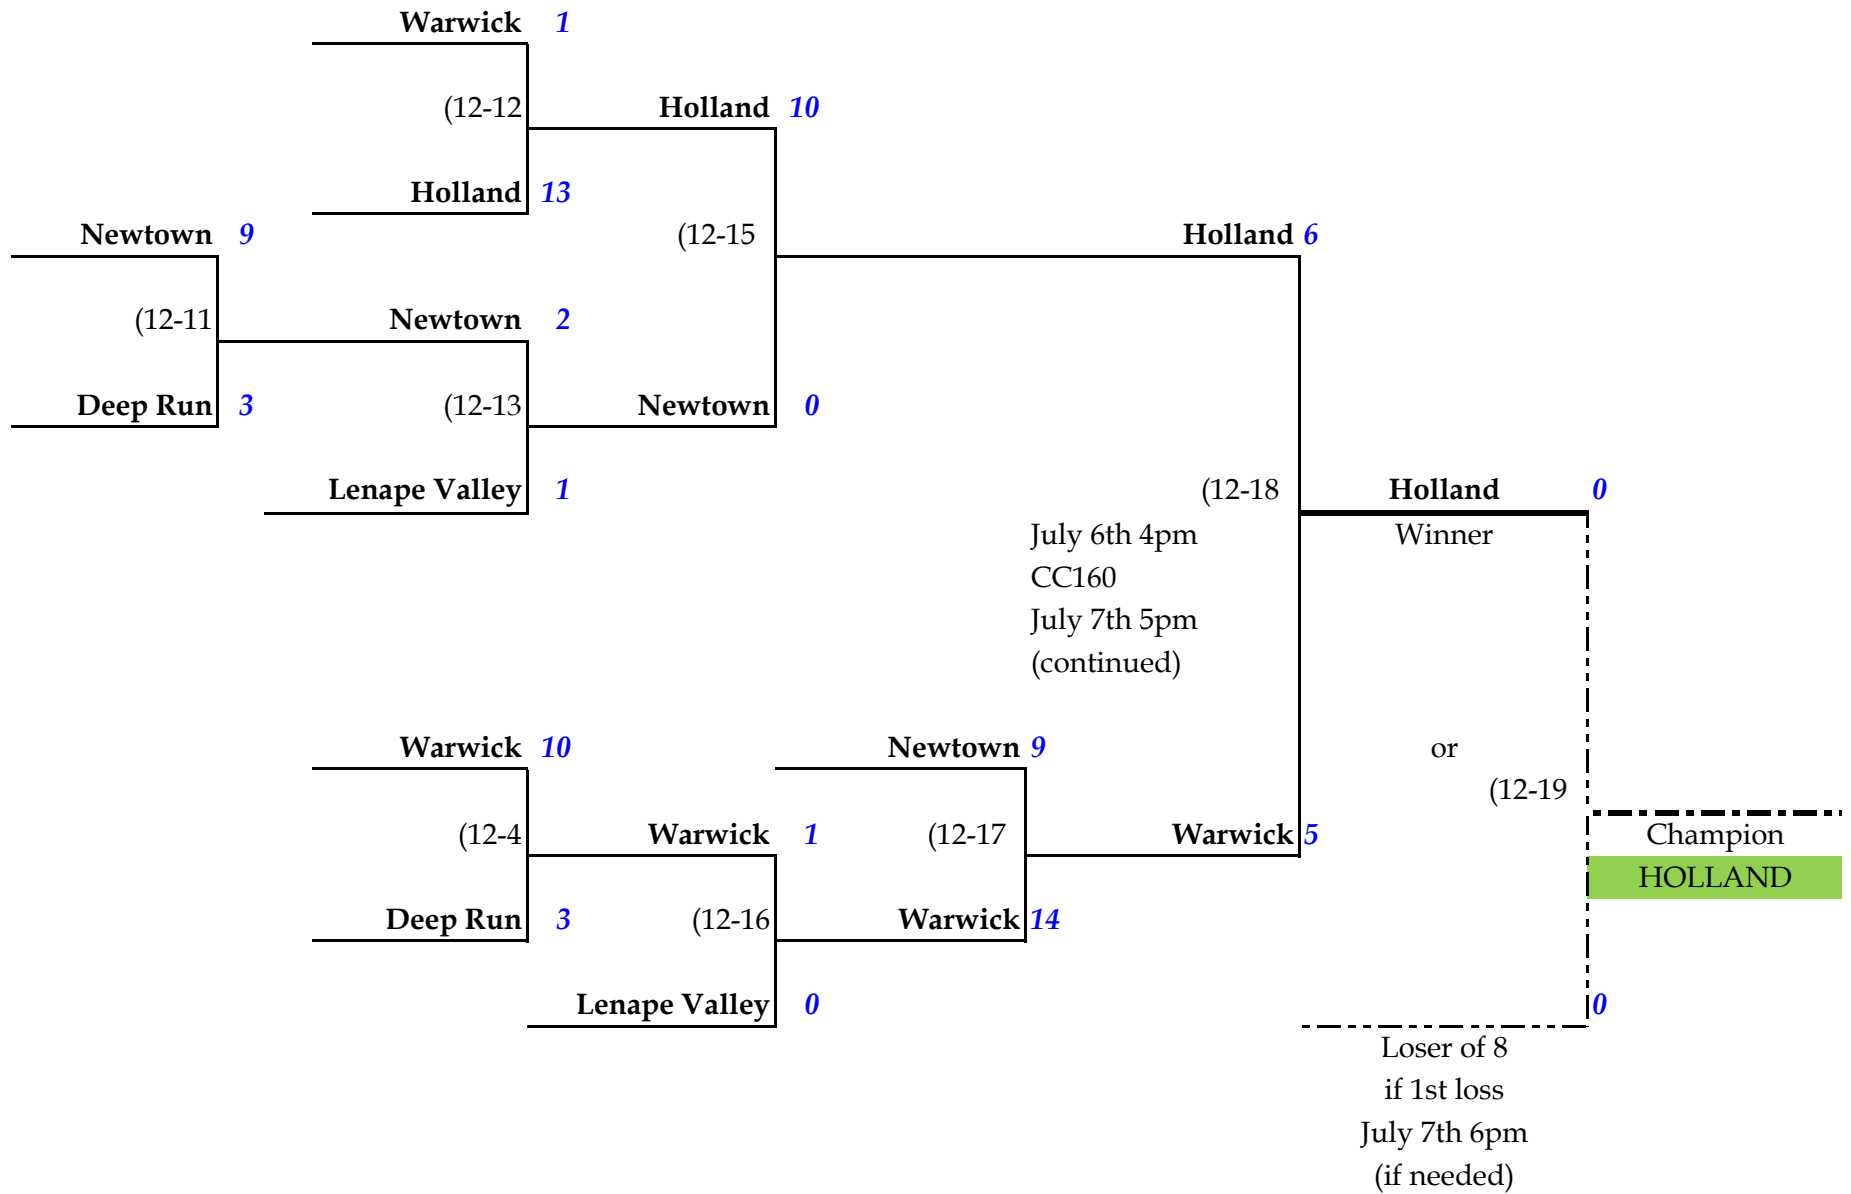 Warwick 1
(12-12 Holland 10
Holland 13
Newtown 9 (12-15 Holland 6
(12-11 Newtown 2
Deep Run 3 (12-13 Newtown 0
Lenape Valley 1 (12-18 Holland 0
July 6th 4pm Winner
CC160
July 7th 5pm
(continued)
Warwick 10 Newtown 9 or
(12-19
(12-4 Warwick 1 (12-17 Warwick 5 Champion
HOLLAND
Deep Run 3 (12-16 Warwick 14
Lenape Valley 0 0
Loser of 8
if 1st loss
July 7th 6pm
(if needed)